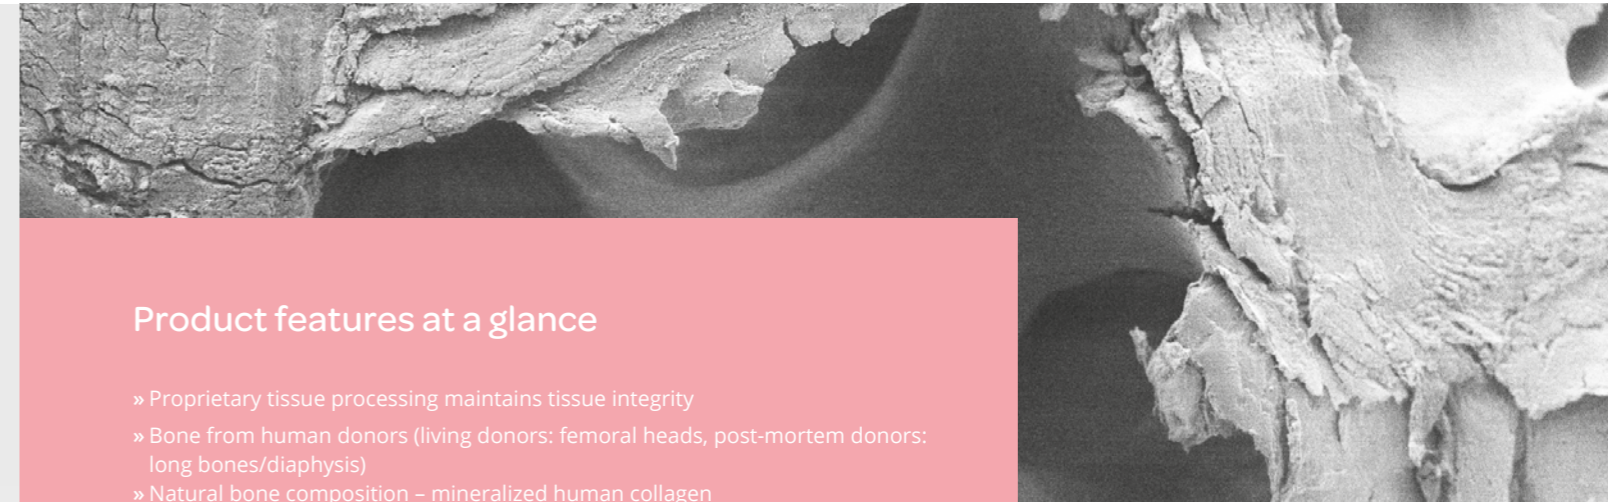 Product features at a glance
» Proprietary tissue processing maintains tissue integrity
» Bone from human donors (living donors: femoral heads, post-mortem donors:
long bones/diaphysis)
» Natural bone composition – mineralized human collagen